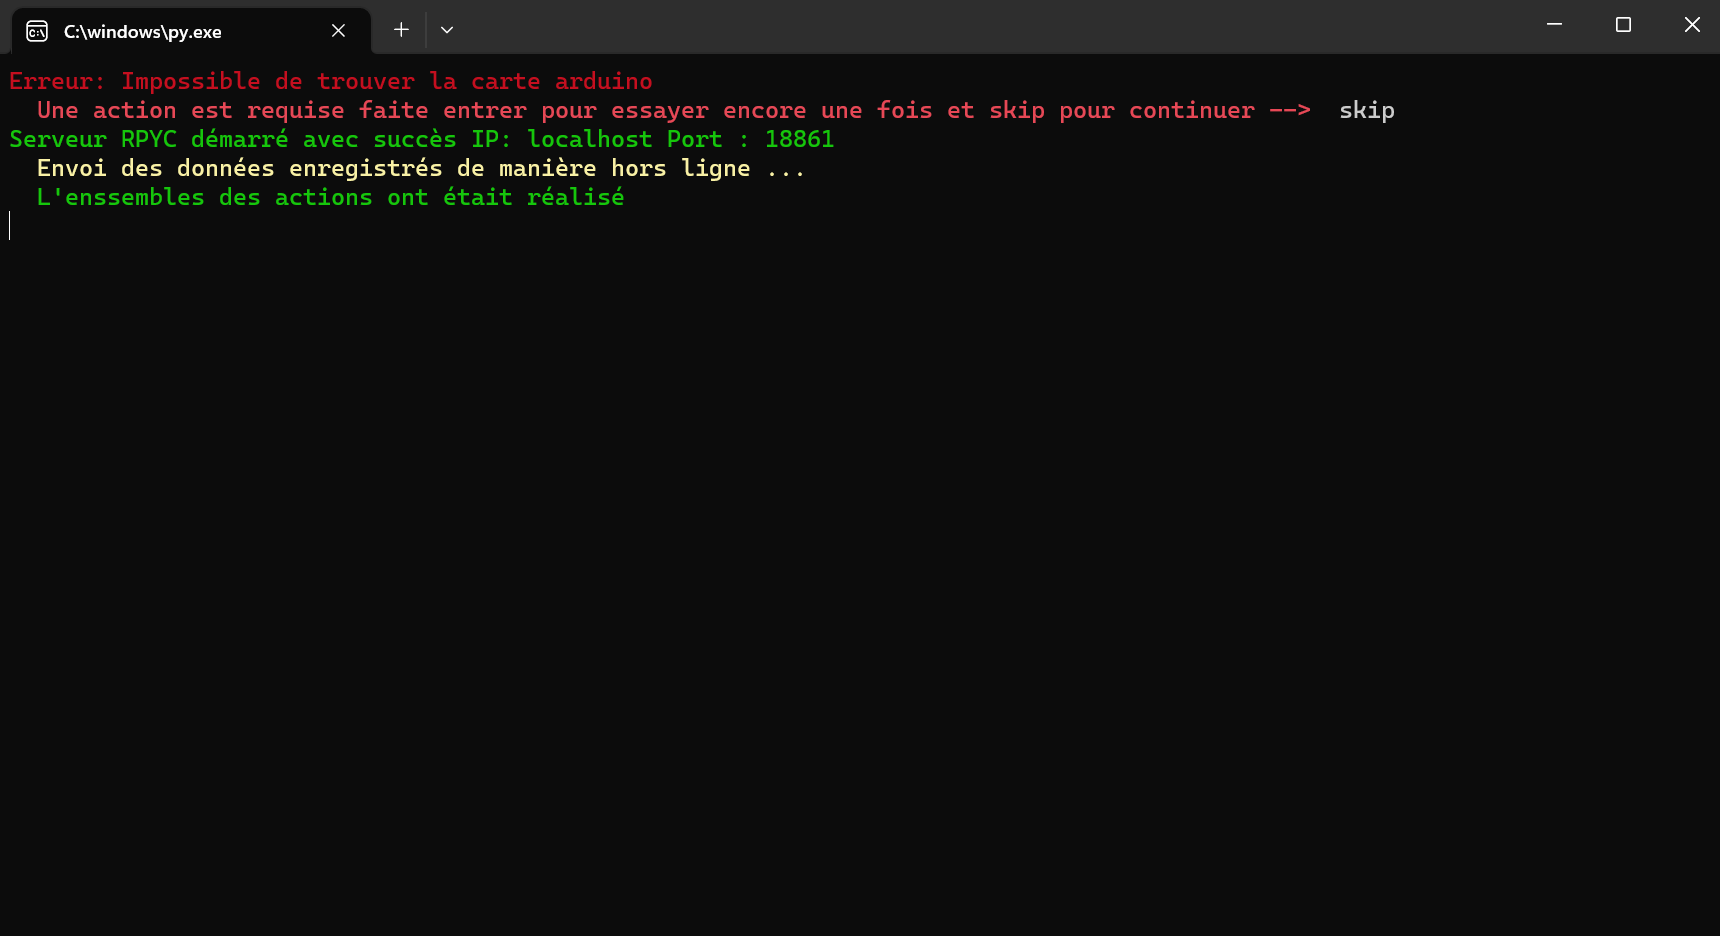 C:\windows\py.exe
Erreur: Impossible de trouver la carte arduino
Une action est requise faite entrer pour essayer encore une fois et skip pour continuer -->  skip
Serveur RPYC démarré avec succès IP: localhost Port : 18861
Envoi des données enregistrés de manière hors ligne ...
L'enssembles des actions ont était réalisé